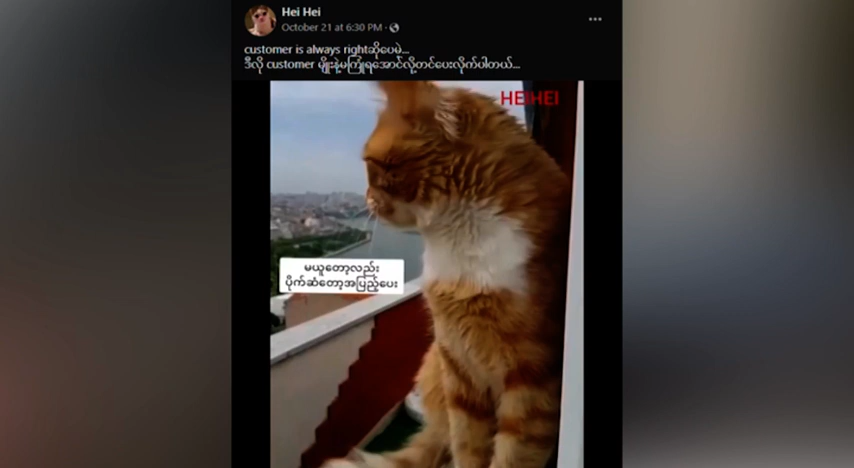 Hei Hei
October 21 at 6:30 PM ·
customer is always rightဆိုပေမဲ့...
ဒီလို customer မျိုးနဲ့မကြုံရအောင်လို့တင်ပေးလိုက်ပါတယ်...
HEIHEI
မယူတော့လည်း
ပိုက်ဆံတော့အပြည့်ပေး